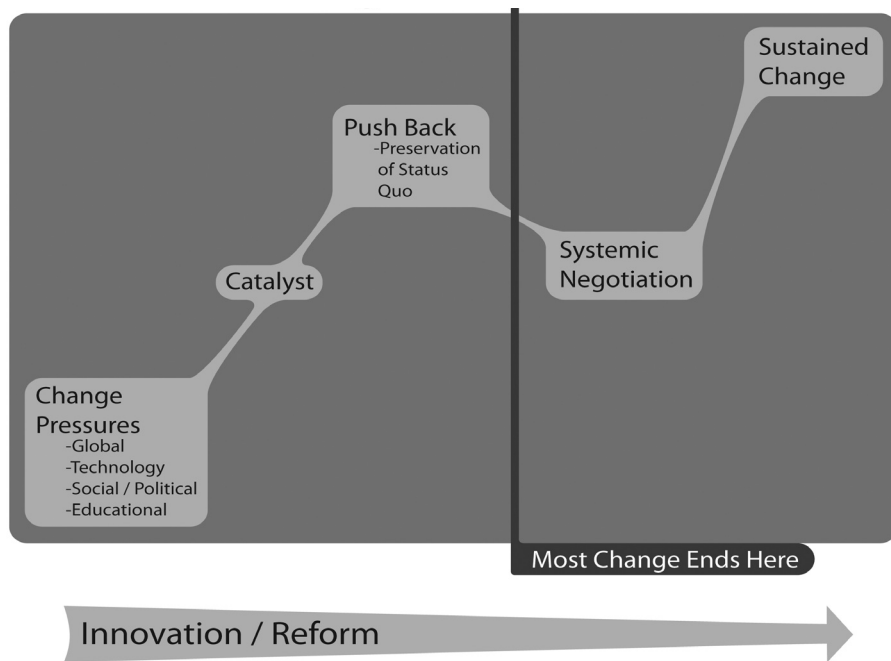 Change
Pressures
-Global
-Technology
-Social / Political
-Educational
Catalyst
Push Back
-Preservation
of Status
Quo
Systemic
Negotiation
Sustained
Change
Most Change Ends Here
Innovation / Reform